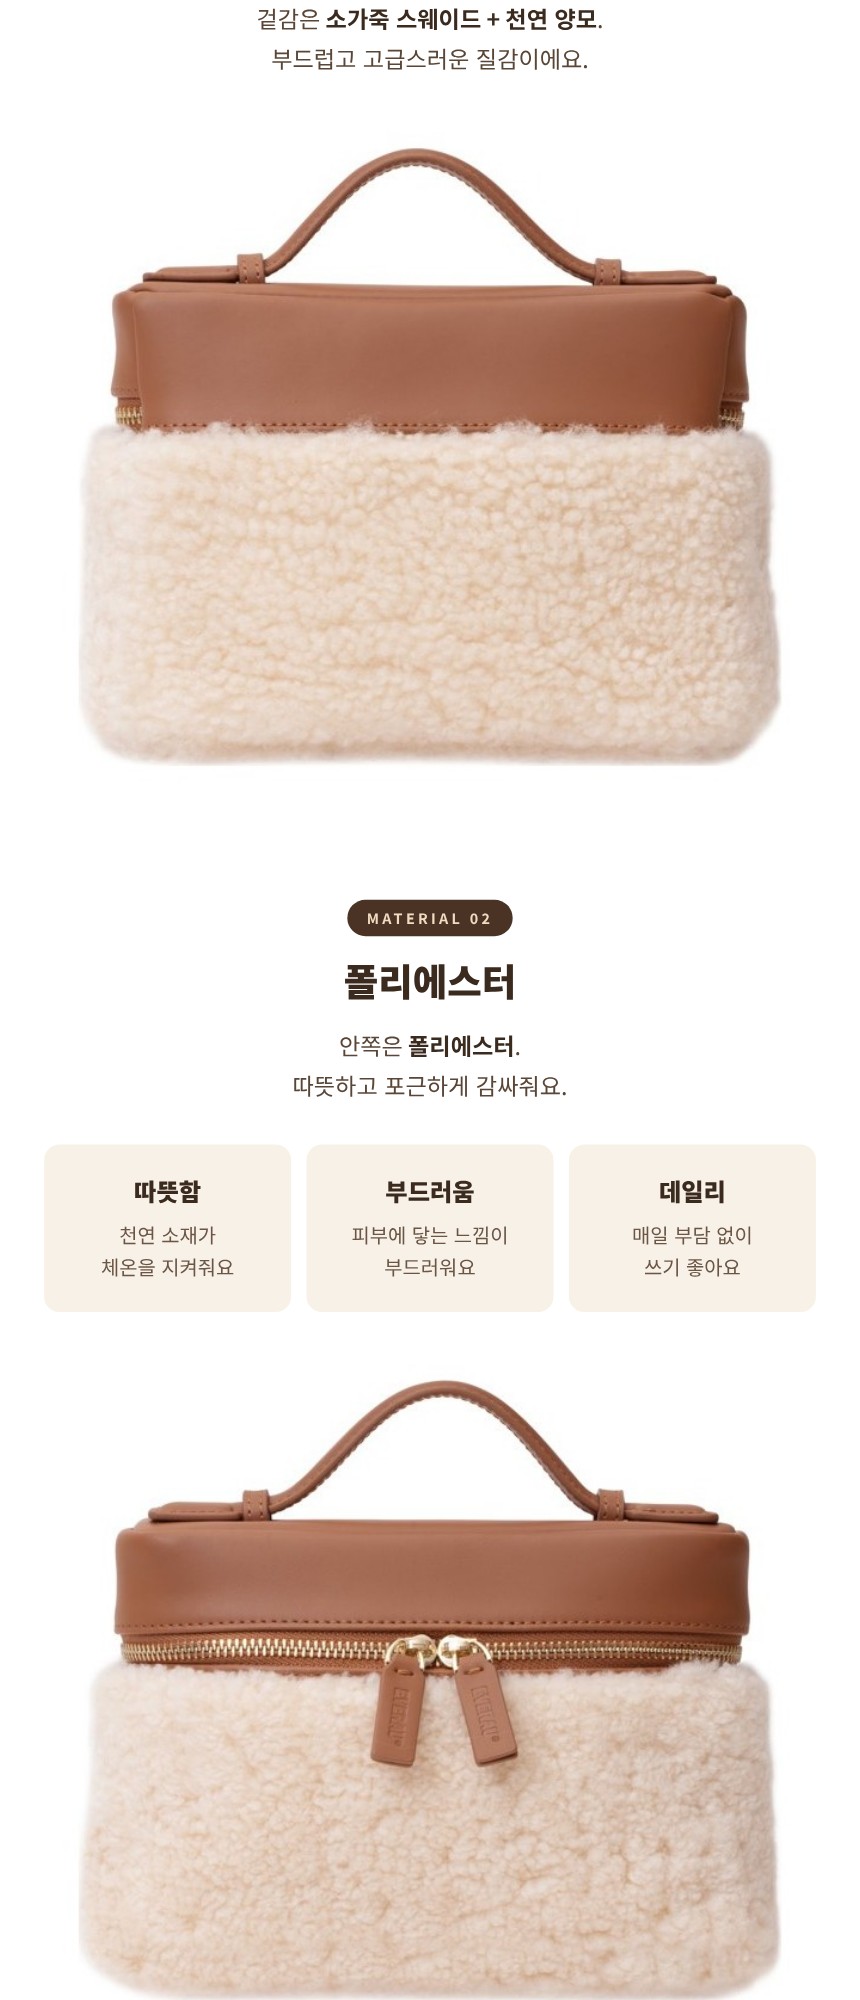 겉감은 소가죽 스웨이드 + 천연 양모.
부드럽고 고급스러운 질감이에요.
MATERIAL 02
폴리에스터
안쪽은 폴리에스터.
따뜻하고 포근하게 감싸줘요.
따뜻함
천연 소재가
체온을 지켜줘요
부드러움
피부에 닿는 느낌이
부드러워요
데일리
매일 부담 없이
쓰기 좋아요